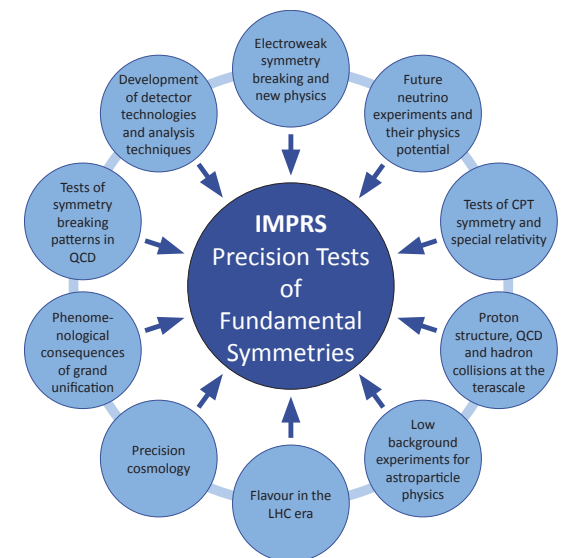 Electroweak
symmetry
breaking and
new physics
Future
neutrino
experiments and
their physics
potential
Tests of CPT
symmetry and
special relativity
Proton
structure, QCD
and hadron
collisions at the
terascale
Low
background
experiments for
astroparticle
physics
Flavour in the
LHC era
Precision
cosmology
Phenome-
nological
consequences
of grand
unification
Tests of
symmetry
breaking
patterns in
QCD
Development
of detector
technologies
and analysis
techniques
IMPRS
Precision Tests
of
Fundamental
Symmetries